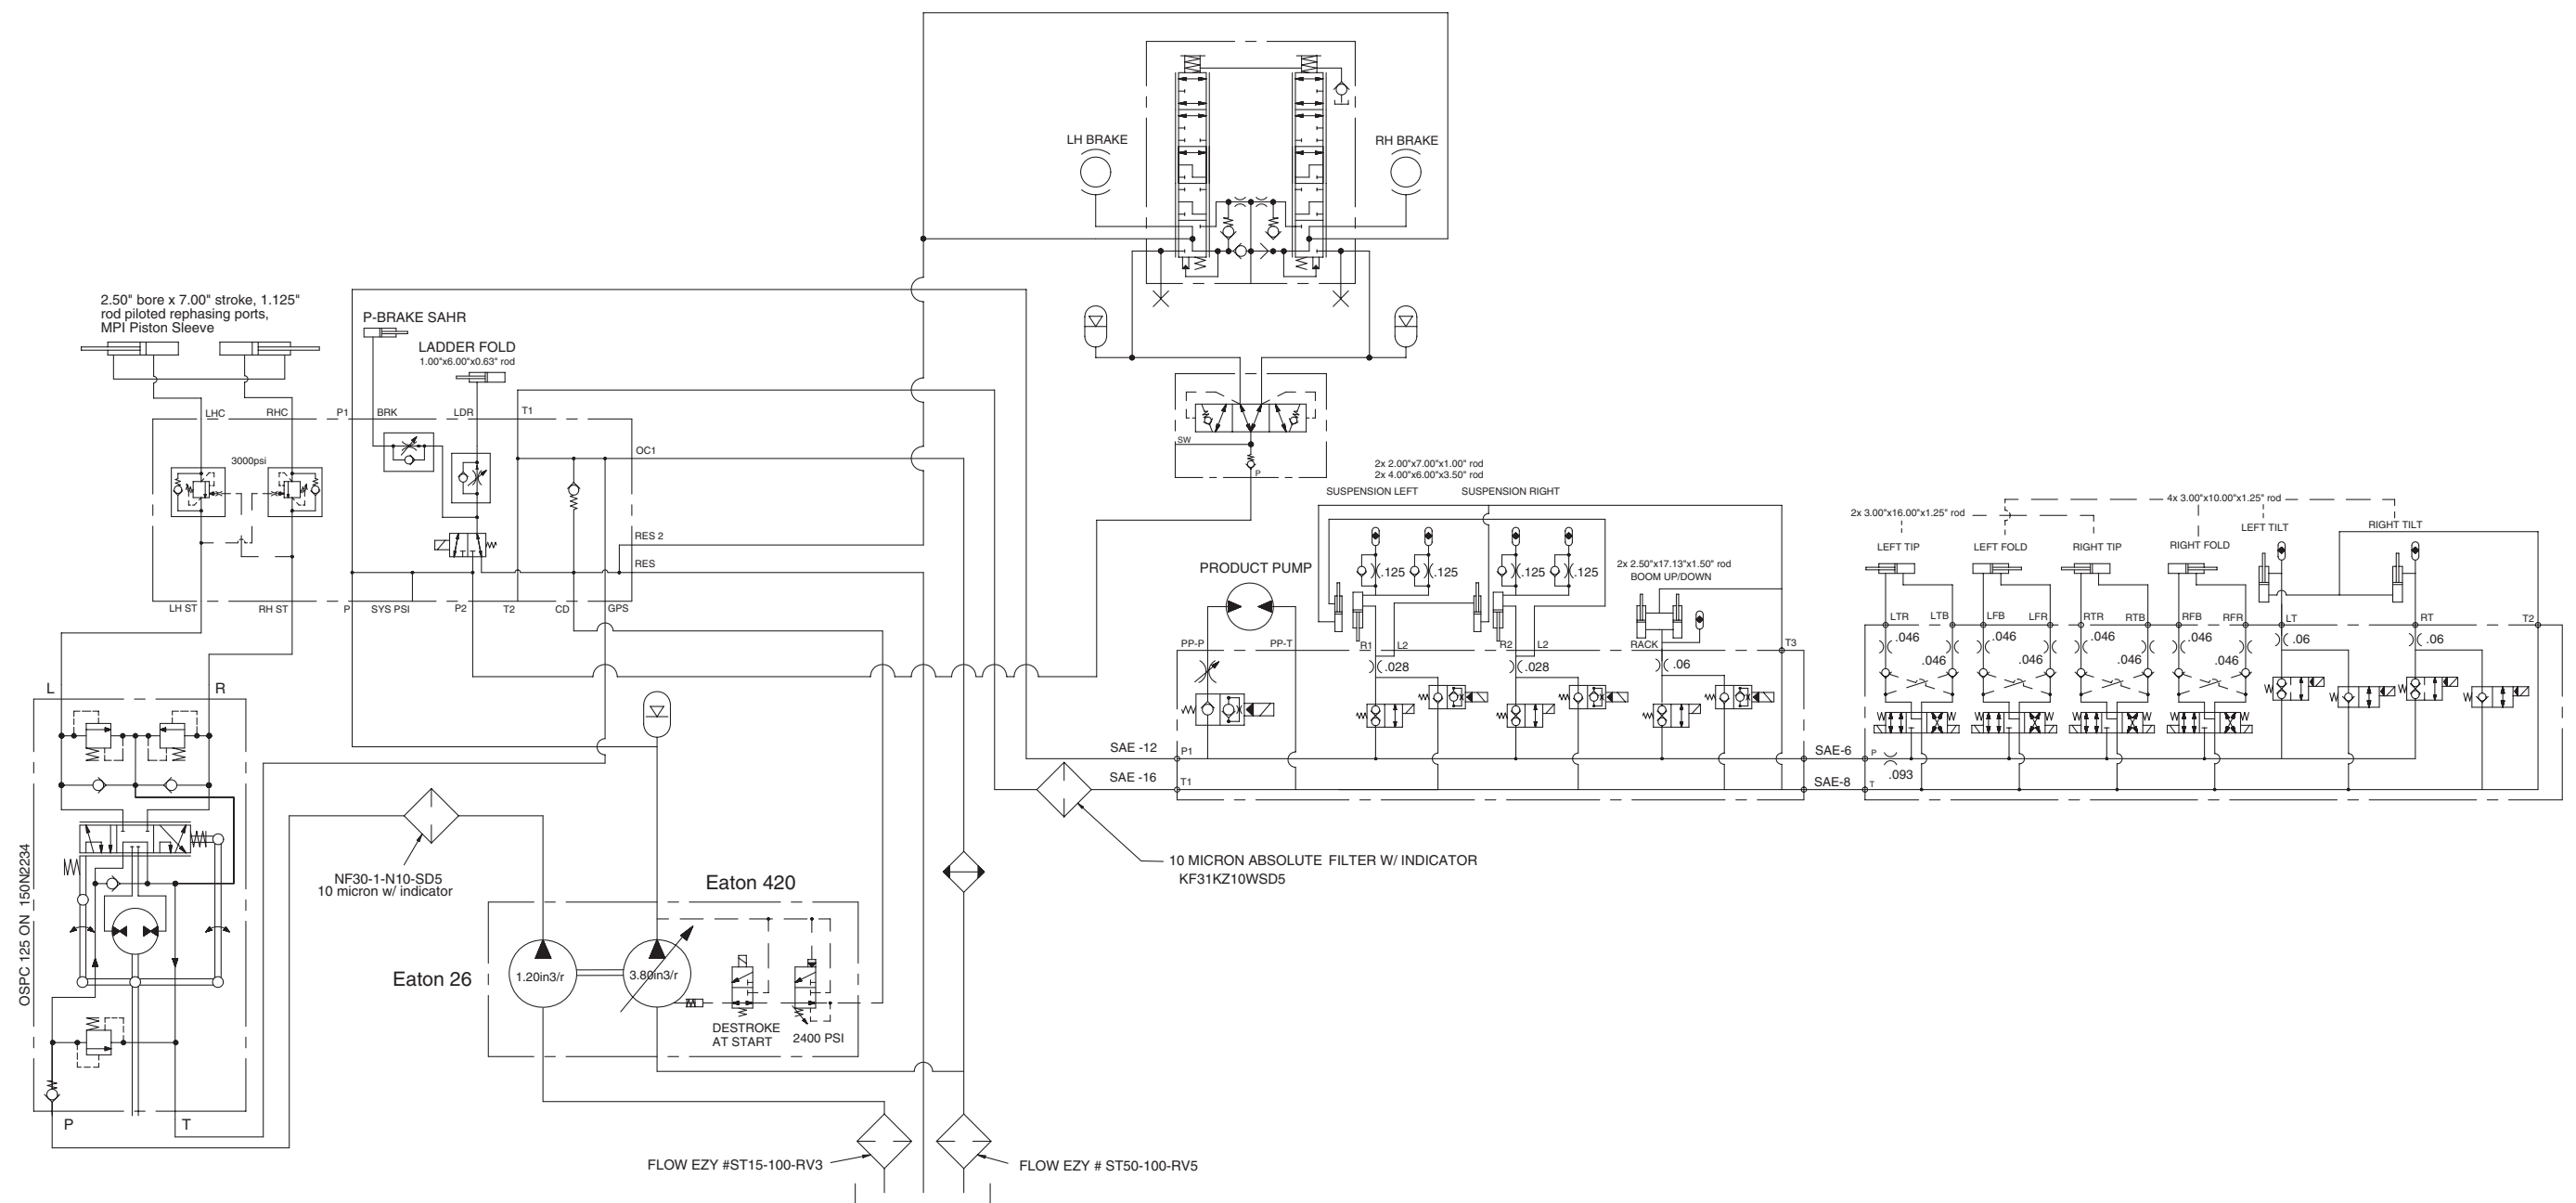 LH BRAKE
RH BRAKE
2.50" bore x 7.00" stroke, 1.125"
rod piloted rephasing ports,
MPI Piston Sleeve
P-BRAKE SAHR
LADDER FOLD
1.00"x6.00"x0.63" rod
LHC
RHC
P1
BRK
LDR
T1
3000psi
OC1
RES 2
RES
LH ST
RH ST
P
SYS PSI
P2
T2
CD
GPS
SW
P
2x 2.00"x7.00"x1.00" rod
2x 4.00"x6.00"x3.50" rod
SUSPENSION LEFT
SUSPENSION RIGHT
.125
.125
.125
.125
2x 2.50"x17.13"x1.50" rod
BOOM UP/DOWN
PRODUCT PUMP
PP-P
PP-T
R1
L2
R2
L2
RACK
T3
.028
.028
.06
SAE -12
P1
SAE -16
T1
SAE-6
P
.093
SAE-8
T
2x 3.00"x16.00"x1.25" rod
4x 3.00"x10.00"x1.25" rod
LEFT TIP
LEFT FOLD
RIGHT TIP
RIGHT FOLD
LEFT TILT
RIGHT TILT
LTR
LTB
LFB
LFR
RTR
RTB
RFB
RFR
LT
RT
T2
.046
.046
.046
.046
.046
.046
.046
.046
.06
.06
L
R
OSPC 125 ON 150N2234
P
T
NF30-1-N10-SD5
10 micron w/ indicator
10 MICRON ABSOLUTE FILTER W/ INDICATOR
KF31KZ10WSD5
Eaton 420
Eaton 26
1.20in3/r
3.80in3/r
DESTROKE
AT START
2400 PSI
FLOW EZY #ST15-100-RV3
FLOW EZY # ST50-100-RV5